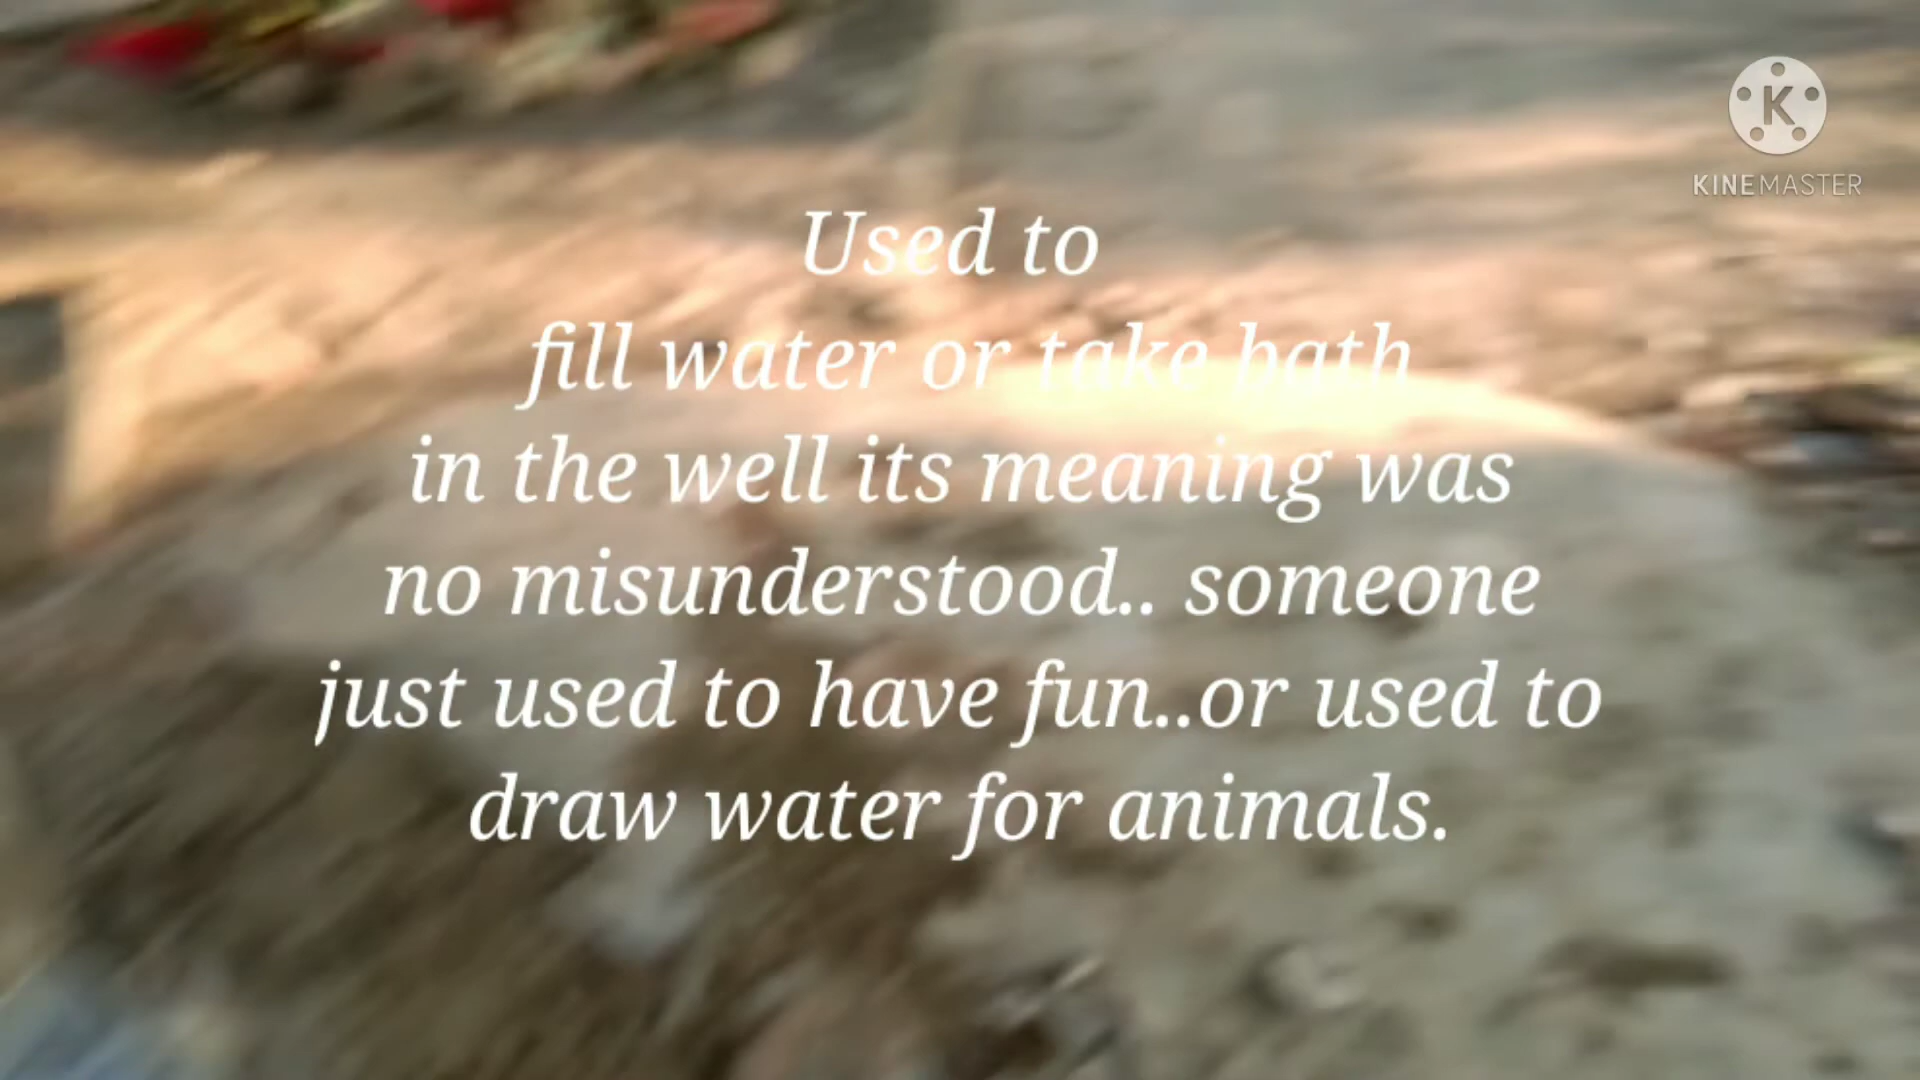 KINEMASTER
Used to
fill water or take bath
in the well its meaning was
no misunderstood.. someone
just used to have fun..or used to
draw water for animals.